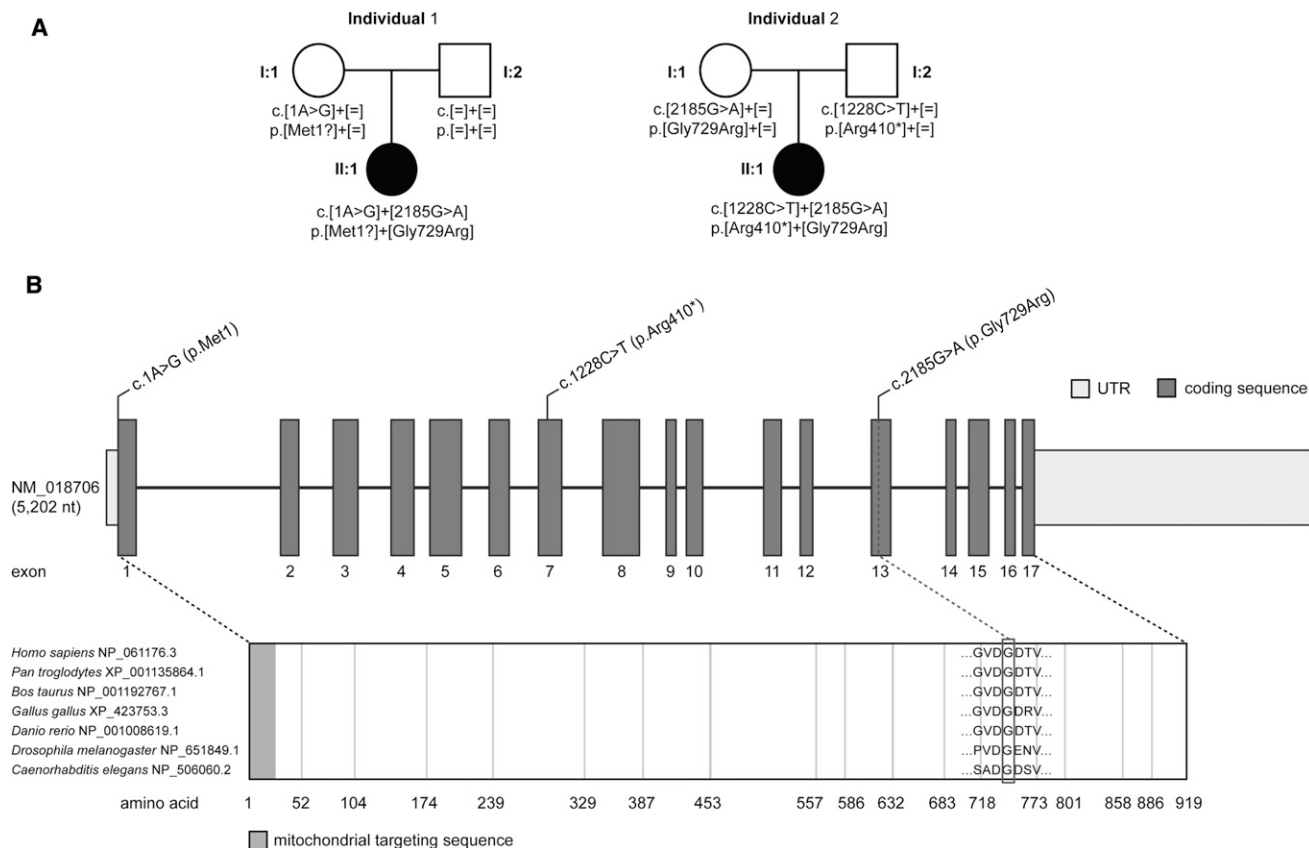 A
Individual 1
Individual 2
I:1
I:2
I:1
I:2
c.[1A>G]+[=]
c.[=]+[=]
c.[2185G>A]+[=]
c.[1228C>T]+[=]
p.[Met1?]+[=]
p.[=]+[=]
p.[Gly729Arg]+[=]
p.[Arg410*]+[=]
II:1
II:1
c.[1A>G]+[2185G>A]
c.[1228C>T]+[2185G>A]
p.[Met1?]+[Gly729Arg]
p.[Arg410*]+[Gly729Arg]
B
c.1A>G (p.Met1)
c.1228C>T (p.Arg410*)
c.2185G>A (p.Gly729Arg)
UTR
coding sequence
NM_018706
(5,202 nt)
exon 1 2 3 4 5 6 7 8 9 10 11 12 13 14 15 16 17
Homo sapiens NP_061176.3 ...GVDGDTV...
Pan troglodytes XP_001135864.1 ...GVDGDTV...
Bos taurus NP_001192767.1 ...GVDGDTV...
Gallus gallus XP_423753.3 ...GVDGDRV...
Danio rerio NP_001008619.1 ...GVDGDTV...
Drosophila melanogaster NP_651849.1 ...PVDGENV...
Caenorhabditis elegans NP_506060.2 ...SADGDSV...
amino acid 1 52 104 174 239 329 387 453 557 586 632 683 718 773 801 858 886 919
mitochondrial targeting sequence